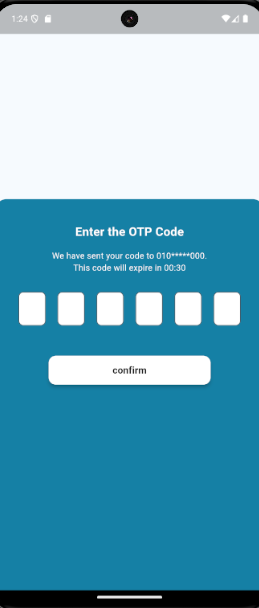 1:24
Enter the OTP Code
We have sent your code to 010*****000.
This code will expire in 00:30
confirm